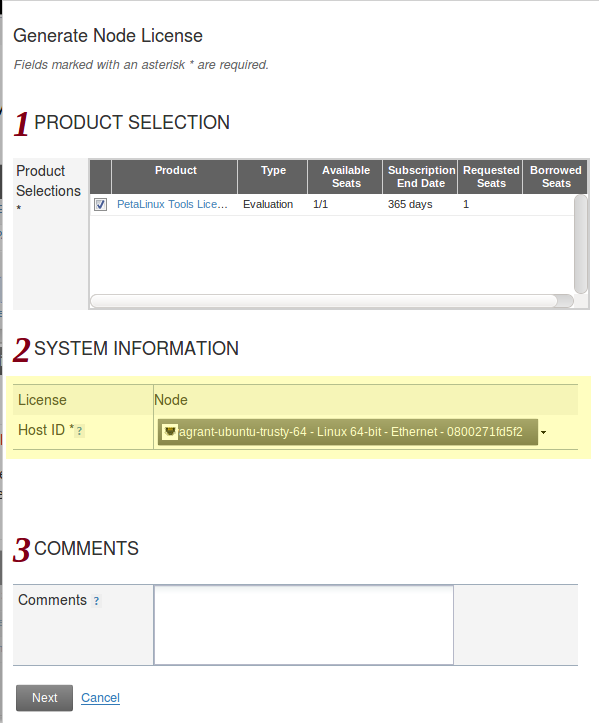 Generate Node License
Fields marked with an asterisk * are required.
1 PRODUCT SELECTION
Product Selections *
Product Type Available Seats Subscription End Date Requested Seats Borrowed Seats
PetaLinux Tools Lice... Evaluation 1/1 365 days 1
2 SYSTEM INFORMATION
License Node
Host ID * ? agrant-ubuntu-trusty-64 - Linux 64-bit - Ethernet - 0800271fd5f2
3 COMMENTS
Comments ?
Next Cancel